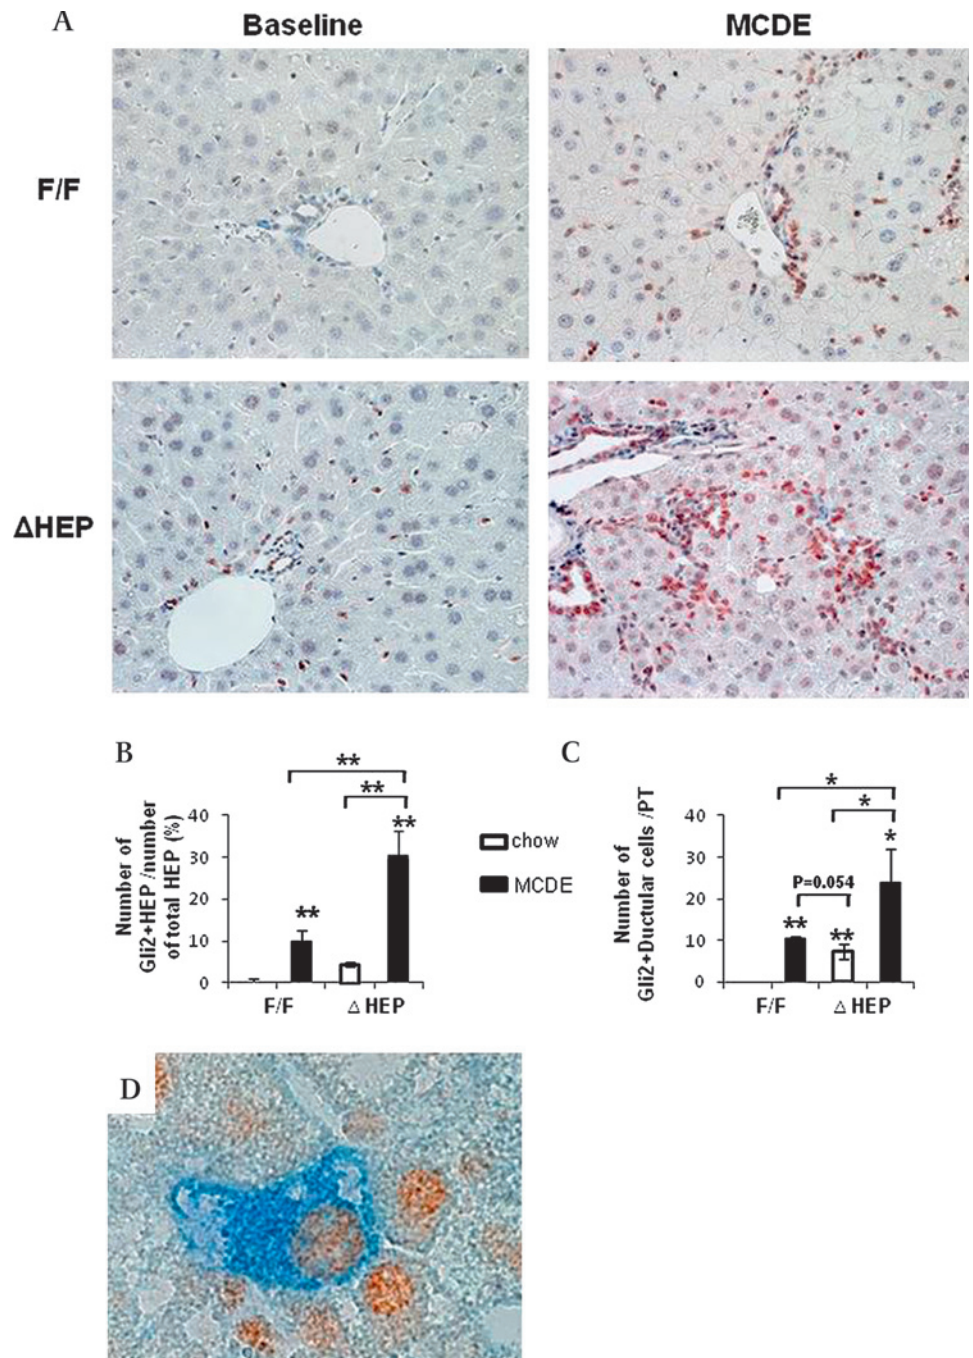 A
Baseline
MCDE
F/F
ΔHEP
B
Number of
Gli2+HEP /number
of total HEP (%)
40
30
20
10
0
**
**
**
**
F/F
Δ HEP
chow
MCDE
C
Number of
Gli2+Ductular cells /PT
40
30
20
10
0
*
*
*
P=0.054
**
**
F/F
Δ HEP
D